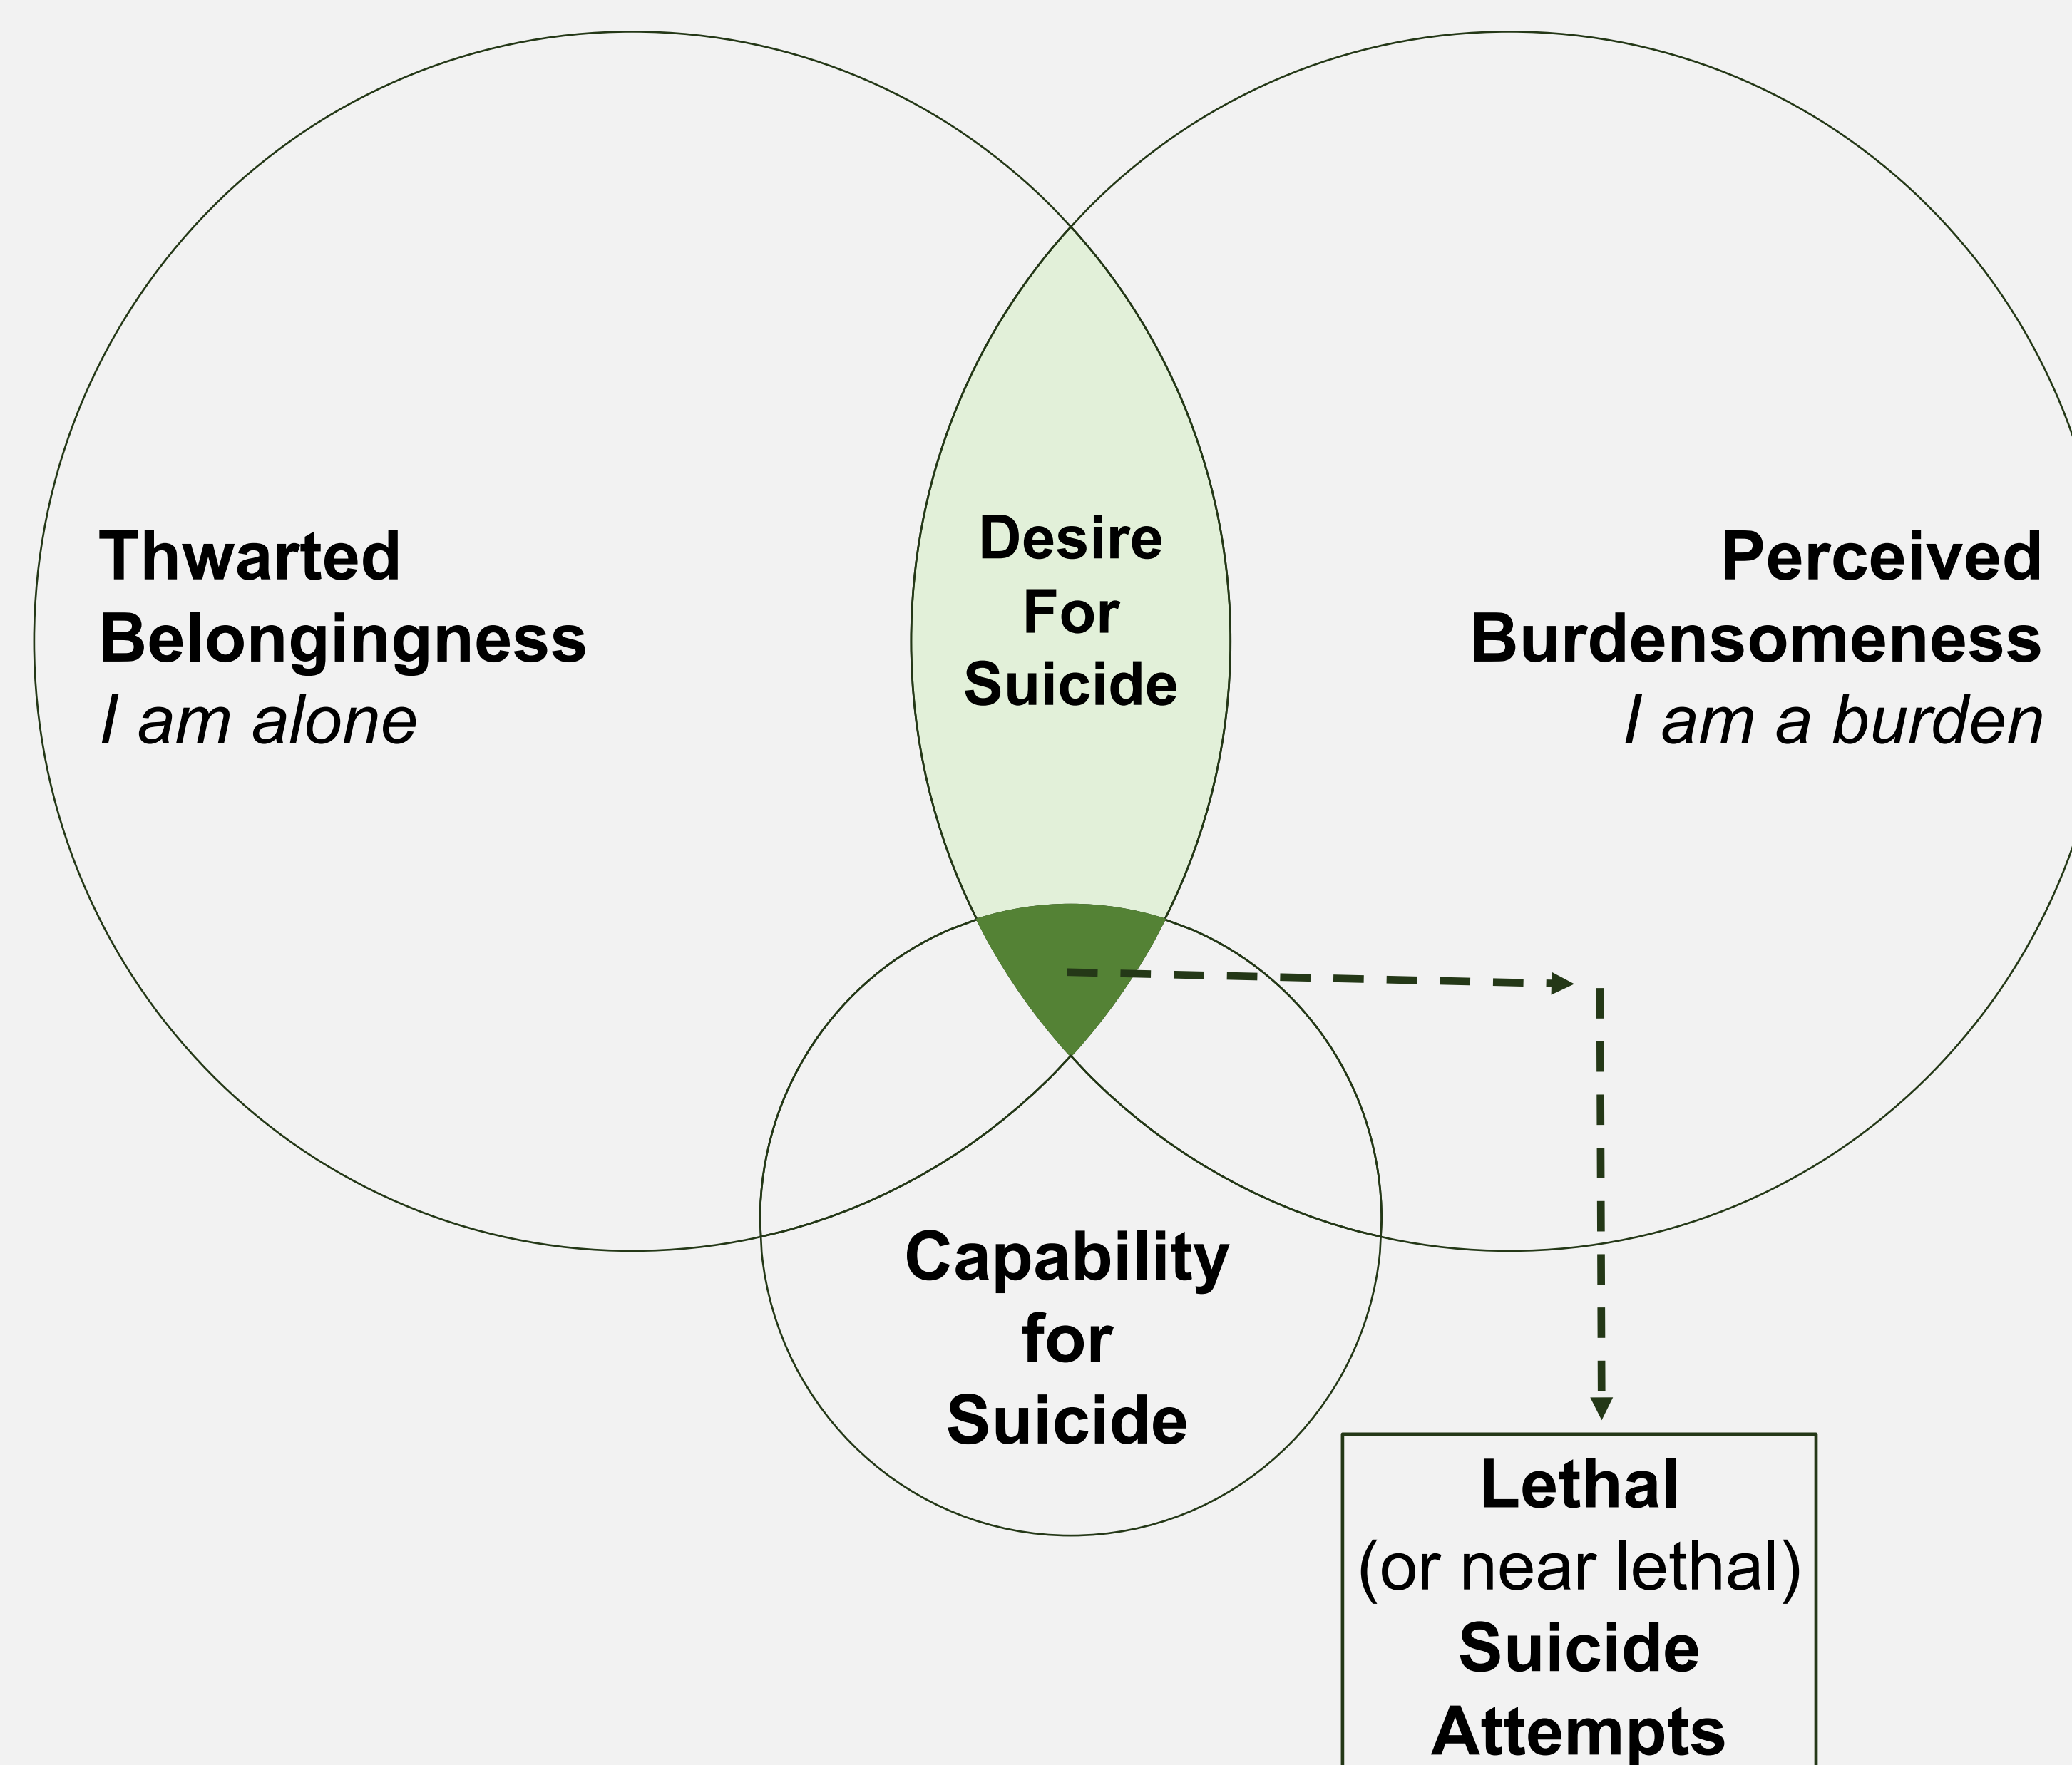 Thwarted
Belongingness
I am alone
Desire
For
Suicide
Perceived
Burdensomeness
I am a burden
Capability
for
Suicide
Lethal
(or near lethal)
Suicide
Attempts